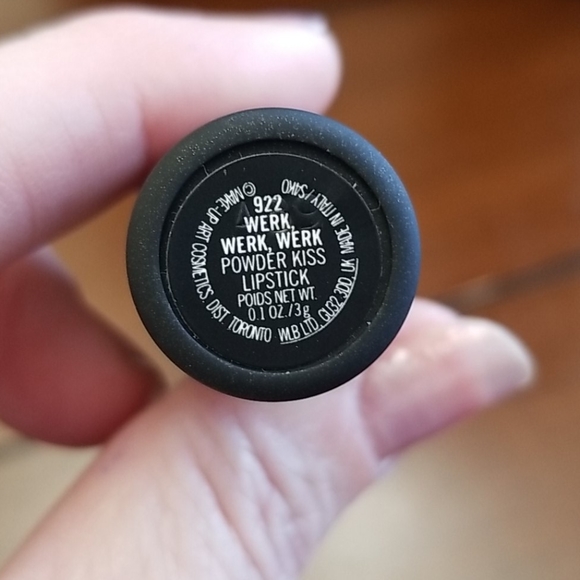 922
WERK,
WERK, WERK
POWDER KISS
LIPSTICK
POIDS NET WT.
0.1 OZ./3g
© MAKE-UP ART COSMETICS. DIST. TORONTO WLB LTD. GU32 3DD. UK MADE IN ITALY /